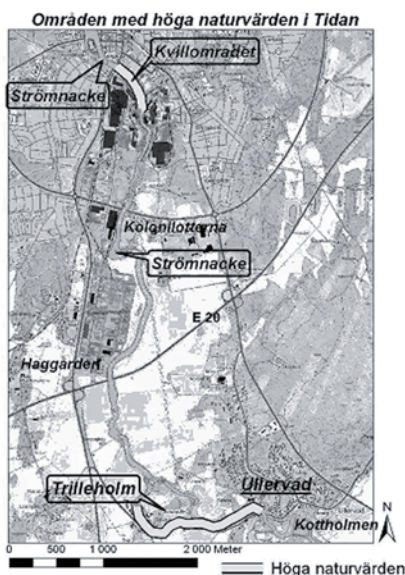 Områden med höga naturvärden i Tidan
Kvillområdet
Strömnacke
Kolonilotterna
Strömnacke
E 20
Haggården
Trilleholm
Ullervad
Kottholmen
N
0 500 1 000 2 000 Meter
Höga naturvärden